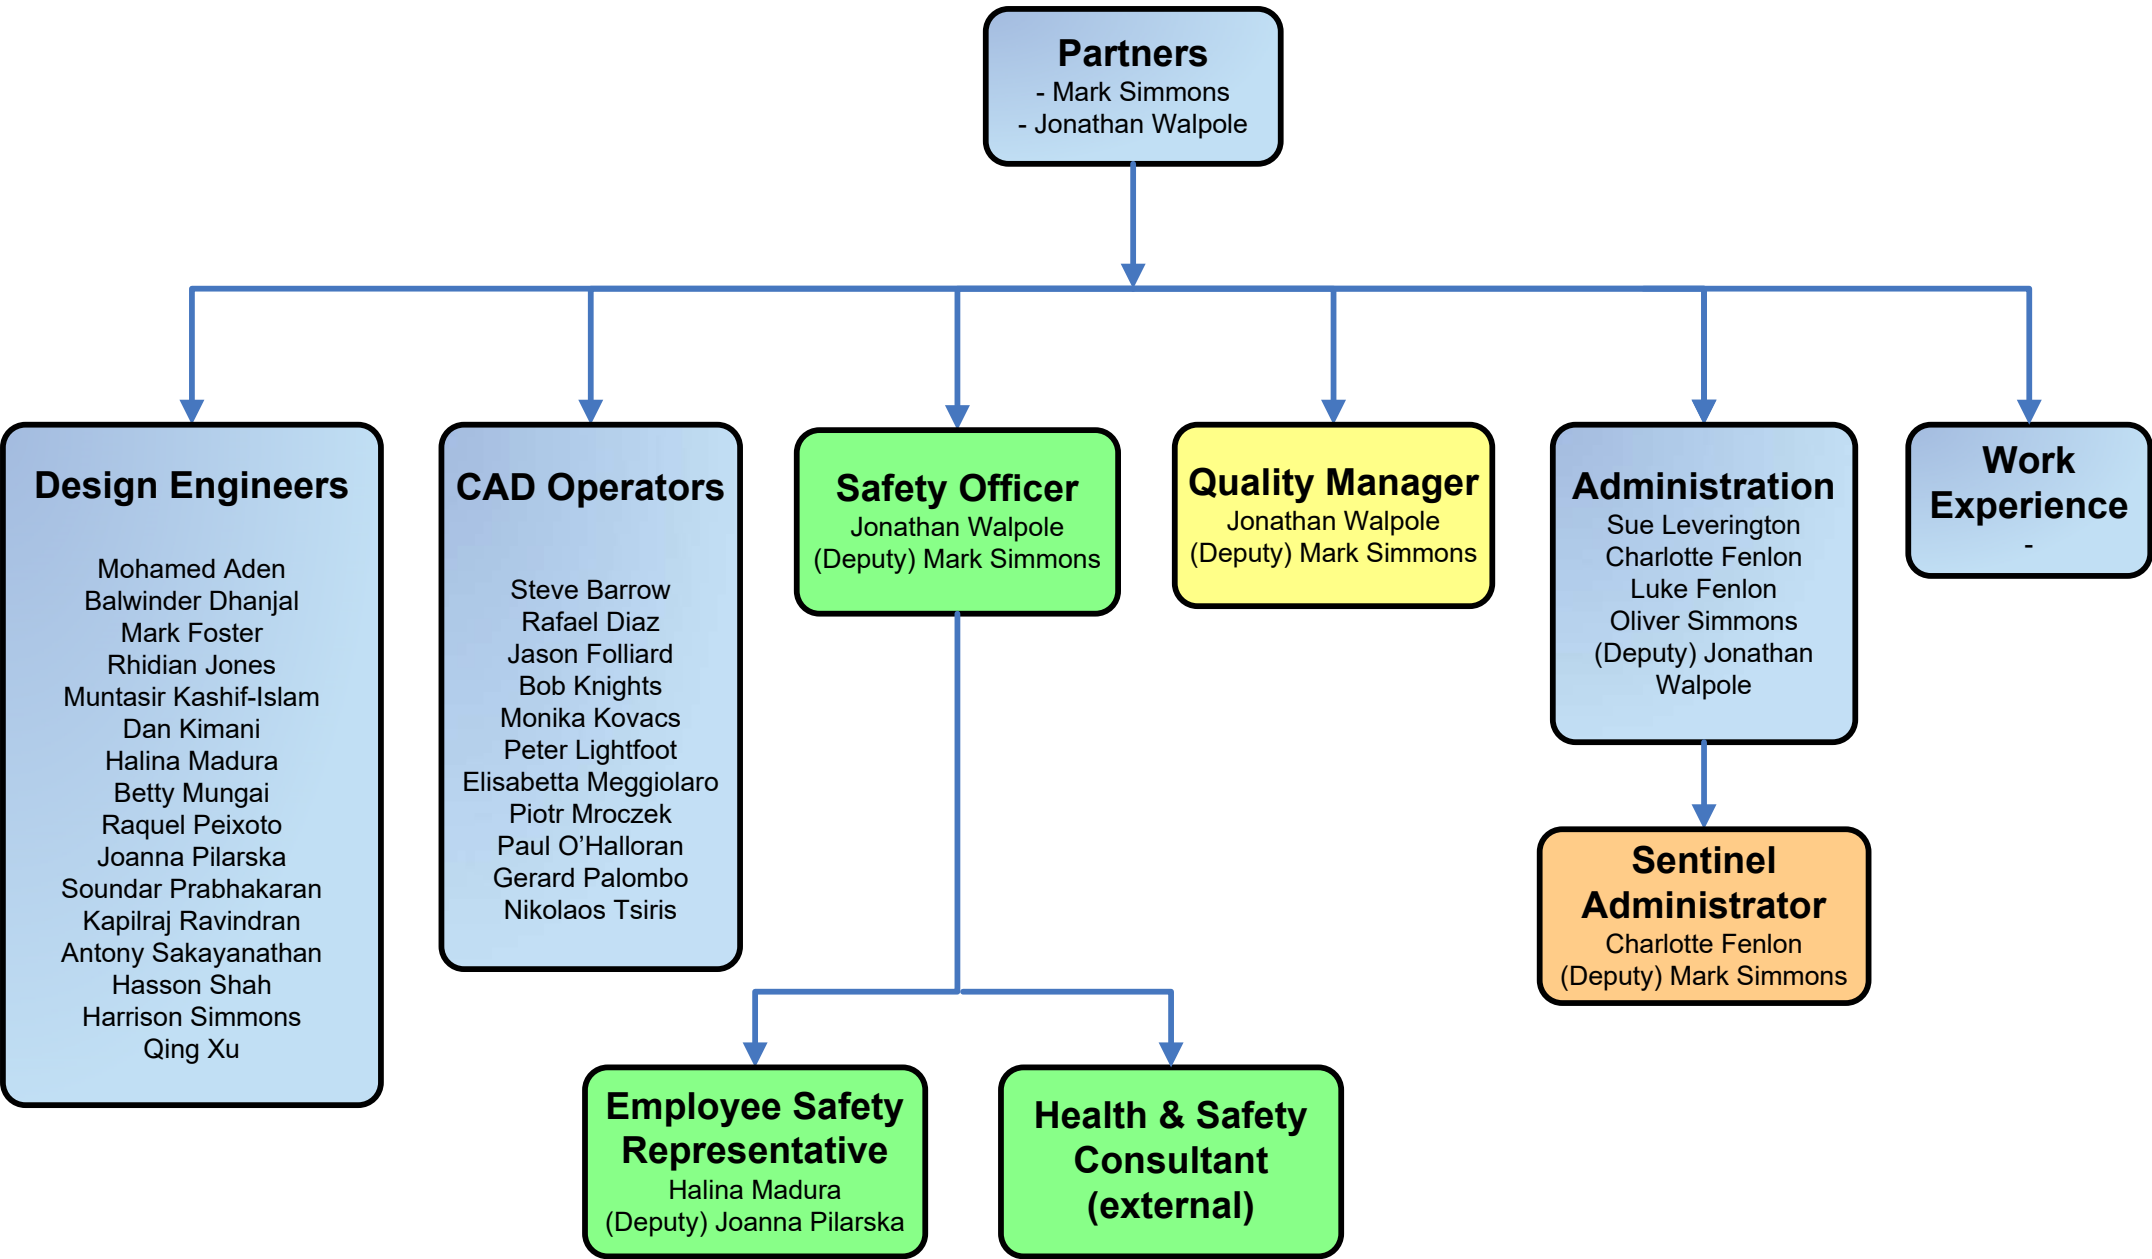 Partners
- Mark Simmons
- Jonathan Walpole
Design Engineers
Mohamed Aden
Balwinder Dhanjal
Mark Foster
Rhidian Jones
Muntasir Kashif-Islam
Dan Kimani
Halina Madura
Betty Mungai
Raquel Peixoto
Joanna Pilarska
Soundar Prabhakaran
Kapilraj Ravindran
Antony Sakayanathan
Hasson Shah
Harrison Simmons
Qing Xu
CAD Operators
Steve Barrow
Rafael Diaz
Jason Folliard
Bob Knights
Monika Kovacs
Peter Lightfoot
Elisabetta Meggiolaro
Piotr Mroczek
Paul O’Halloran
Gerard Palombo
Nikolaos Tsiris
Safety Officer
Jonathan Walpole
(Deputy) Mark Simmons
Quality Manager
Jonathan Walpole
(Deputy) Mark Simmons
Administration
Sue Leverington
Charlotte Fenlon
Luke Fenlon
Oliver Simmons
(Deputy) Jonathan
Walpole
Work
Experience
-
Sentinel
Administrator
Charlotte Fenlon
(Deputy) Mark Simmons
Employee Safety
Representative
Halina Madura
(Deputy) Joanna Pilarska
Health & Safety
Consultant
(external)